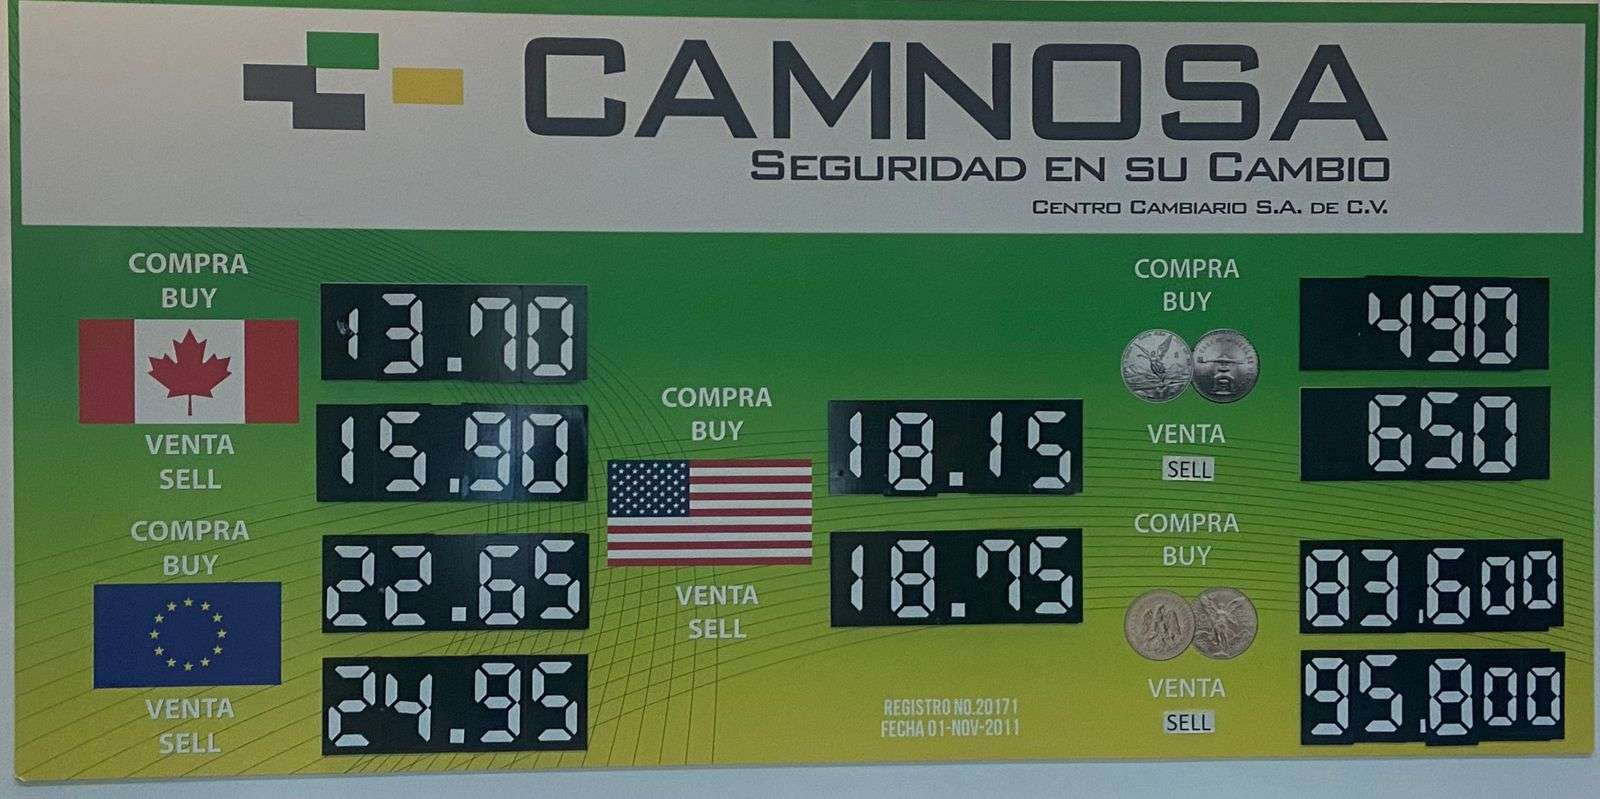 CAMNOSA
SEGURIDAD EN SU CAMBIO
CENTRO CAMBIARIO S.A. DE C.V.
COMPRA
BUY
13.70
VENTA
SELL
15.90
COMPRA
BUY
22.65
VENTA
SELL
24.95
COMPRA
BUY
18.15
VENTA
SELL
18.75
COMPRA
BUY
490
VENTA
SELL
650
COMPRA
BUY
83,600
VENTA
SELL
95,800
REGISTRO NO.20171
FECHA 01-NOV-2011